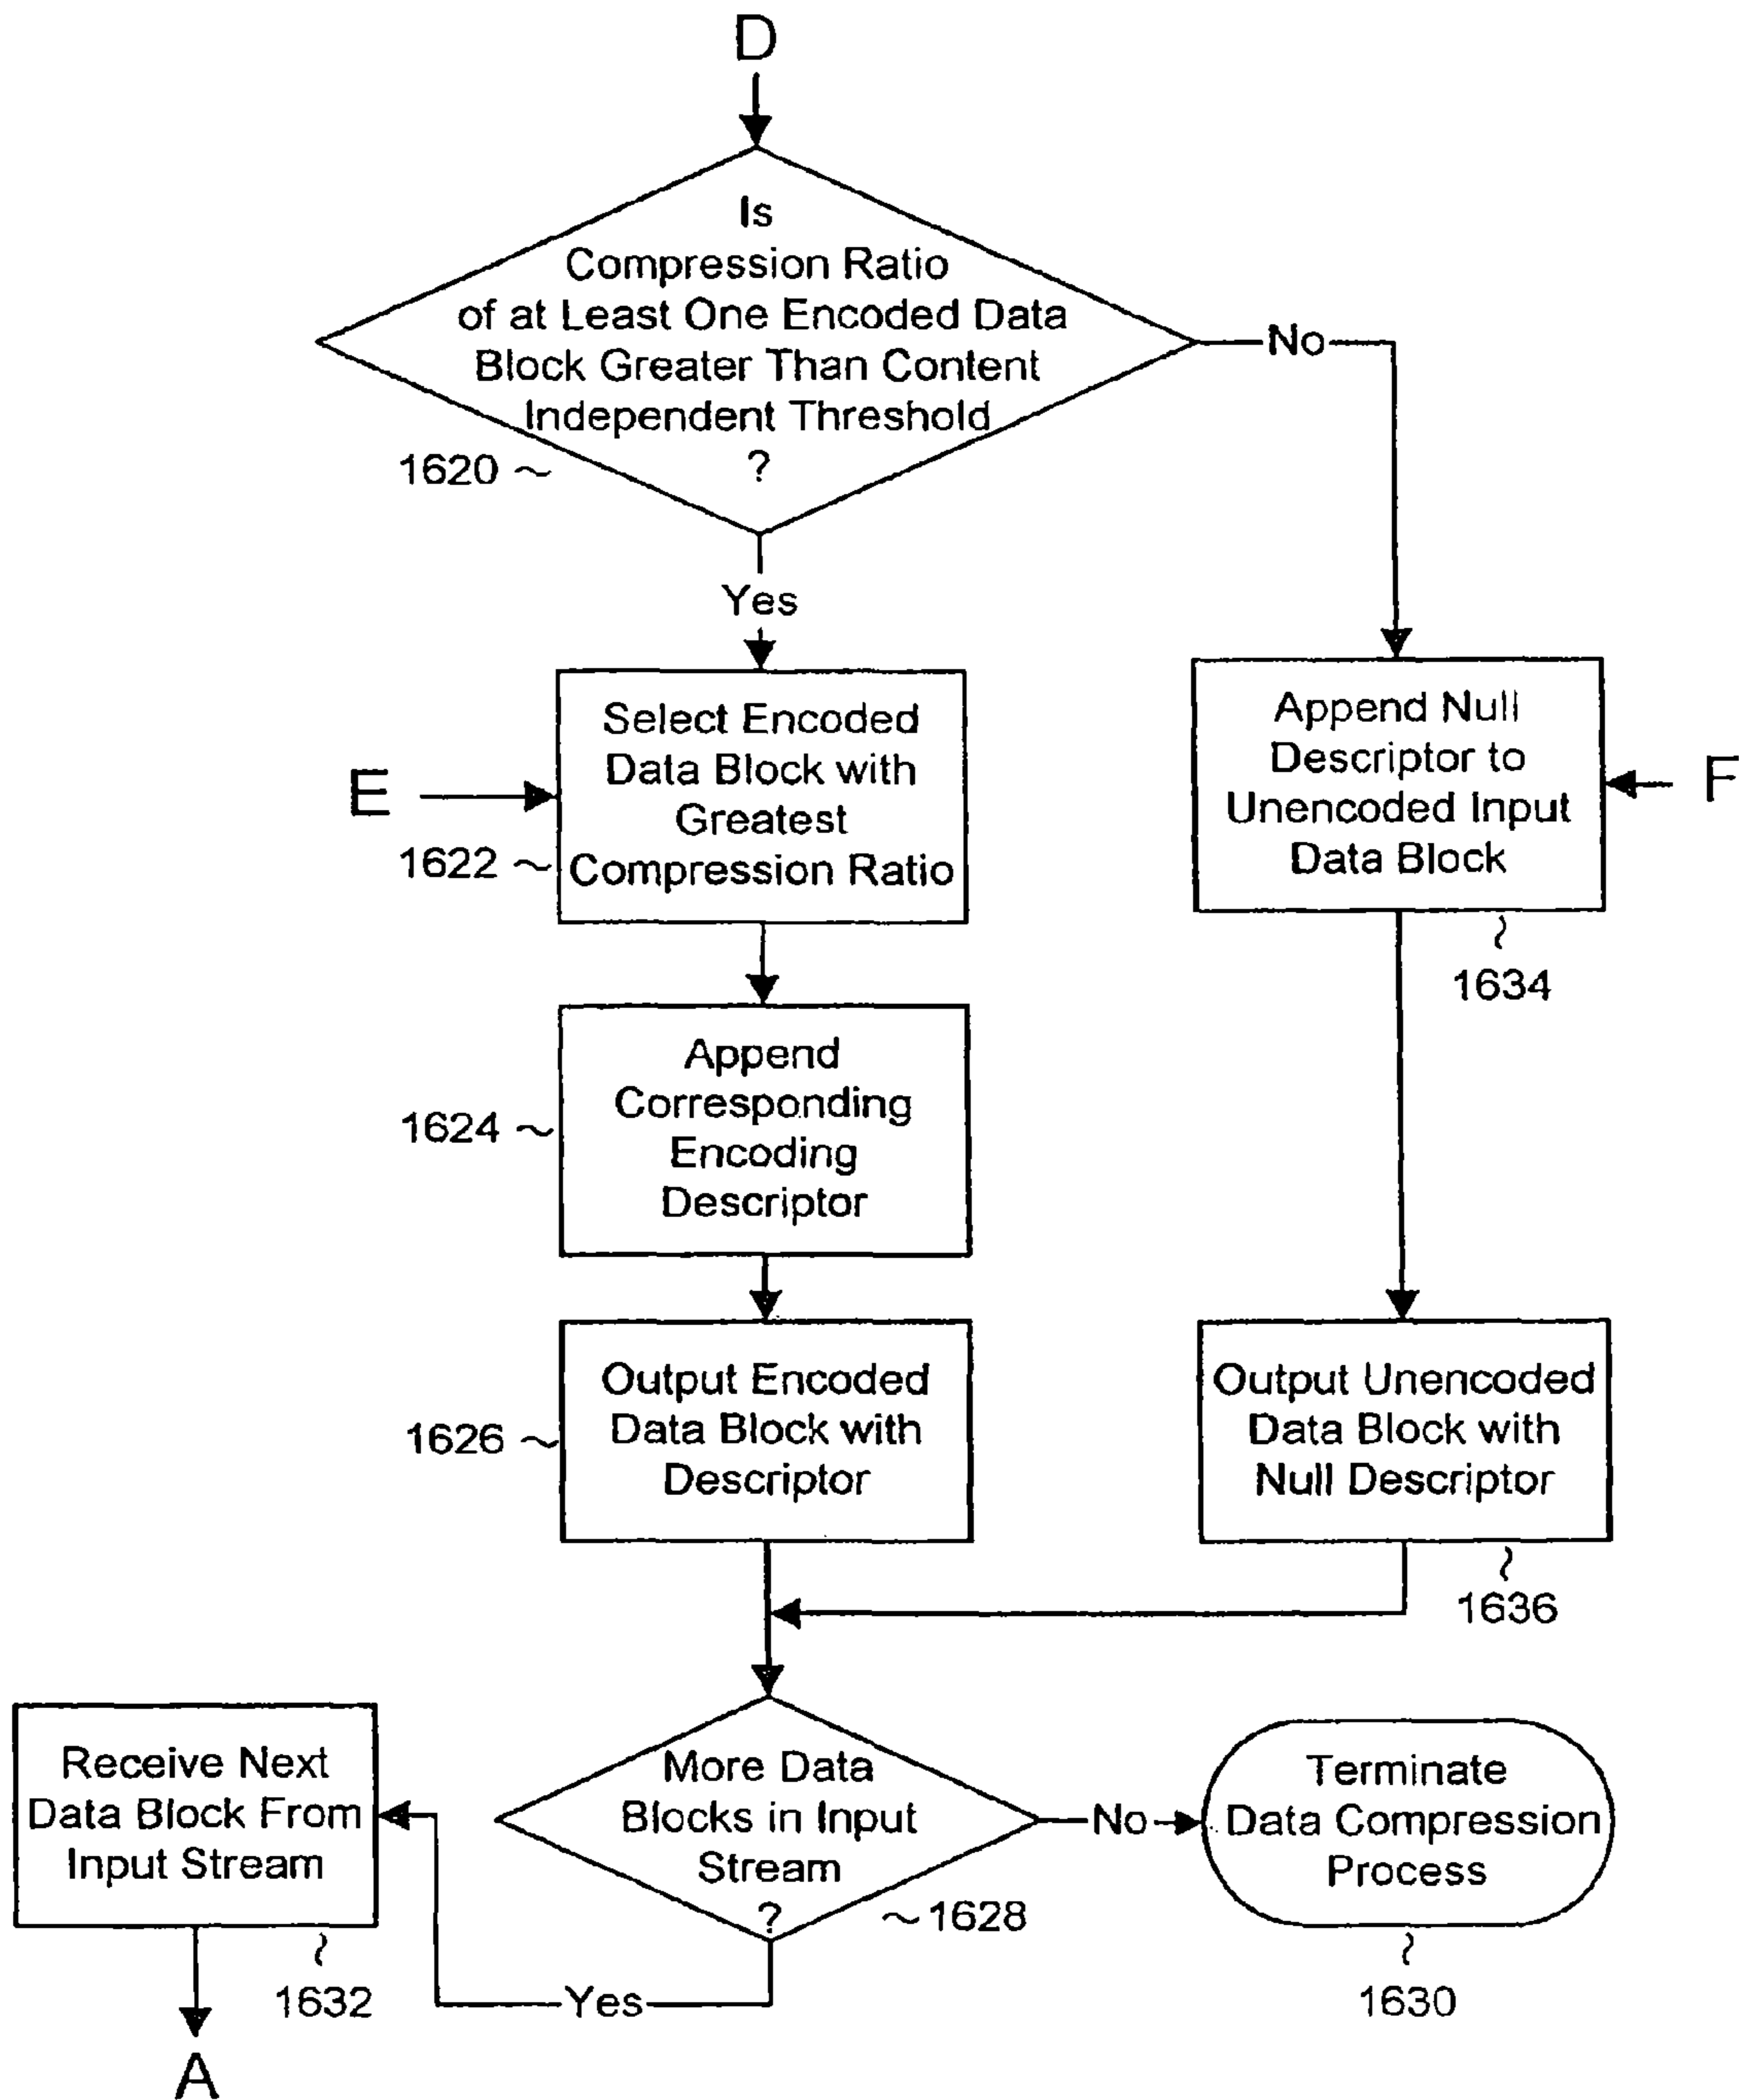 D
Is
Compression Ratio
of at Least One Encoded Data
Block Greater Than Content
Independent Threshold
?
1620
No
Yes
Select Encoded
Data Block with
Greatest
Compression Ratio
E
1622
Append Null
Descriptor to
Unencoded Input
Data Block
F
1634
Append
Corresponding
Encoding
Descriptor
1624
Output Encoded
Data Block with
Descriptor
1626
Output Unencoded
Data Block with
Null Descriptor
1636
Receive Next
Data Block From
Input Stream
1632
More Data
Blocks in Input
Stream
?
1628
No
Terminate
Data Compression
Process
1630
Yes
A